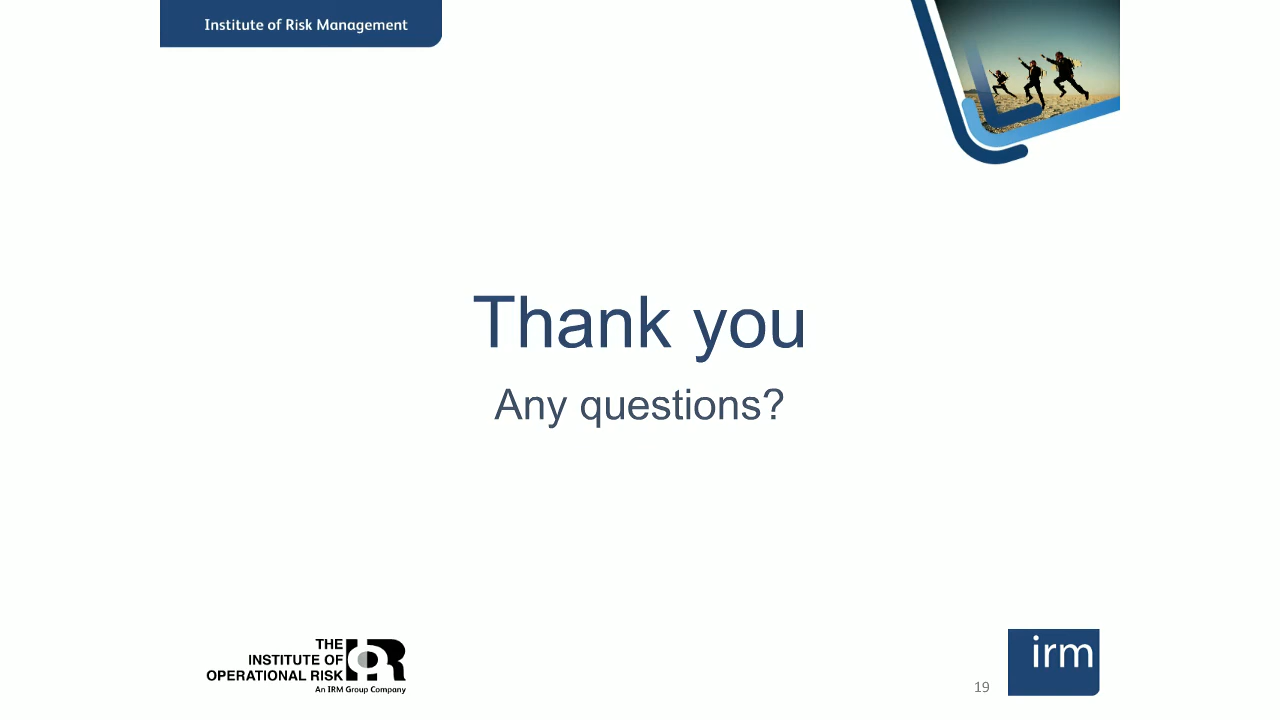 Institute of Risk Management
Thank you
Any questions?
THE
INSTITUTE OF
OPERATIONAL RISK
IOR
An IRM Group Company
19
irm